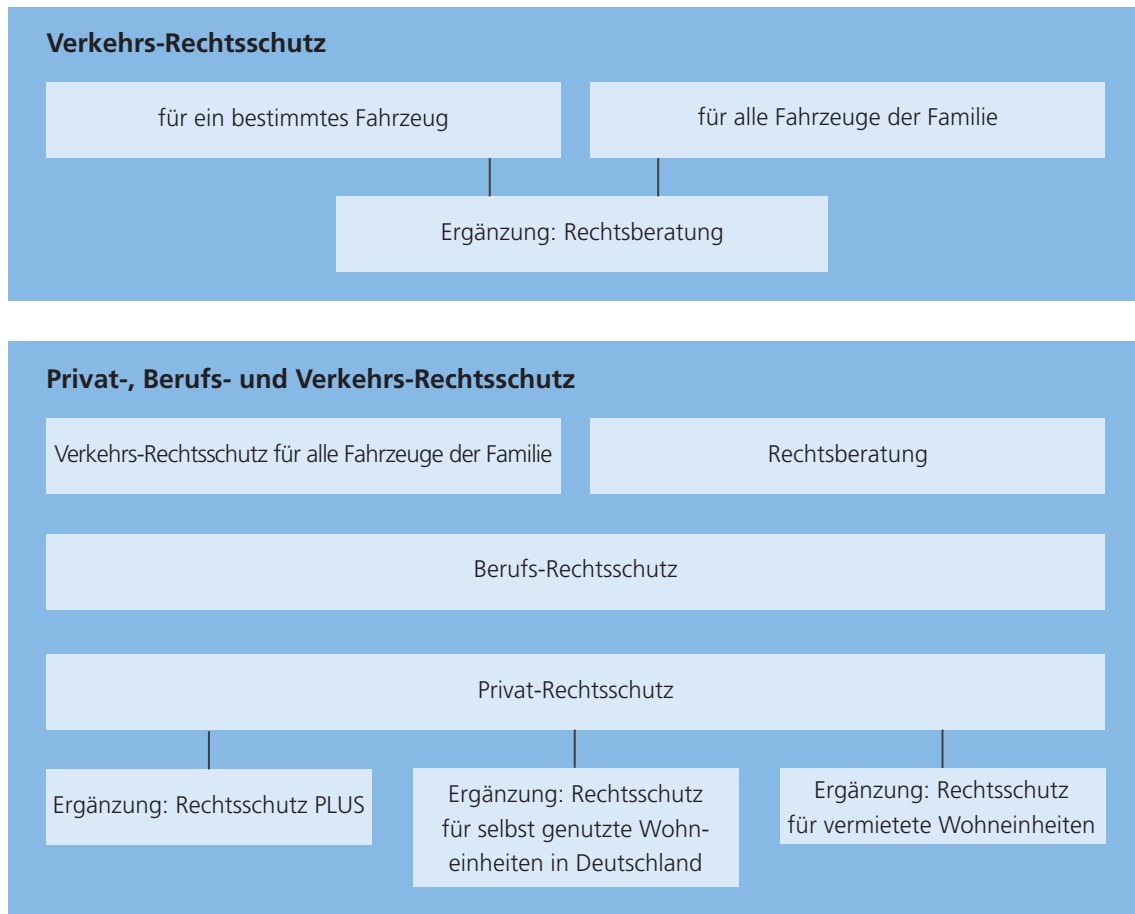 Verkehrs-Rechtsschutz
für ein bestimmtes Fahrzeug
für alle Fahrzeuge der Familie
Ergänzung: Rechtsberatung
Privat-, Berufs- und Verkehrs-Rechtsschutz
Verkehrs-Rechtsschutz für alle Fahrzeuge der Familie
Rechtsberatung
Berufs-Rechtsschutz
Privat-Rechtsschutz
Ergänzung: Rechtsschutz PLUS
Ergänzung: Rechtsschutz
für selbst genutzte Wohn-
einheiten in Deutschland
Ergänzung: Rechtsschutz
für vermietete Wohneinheiten